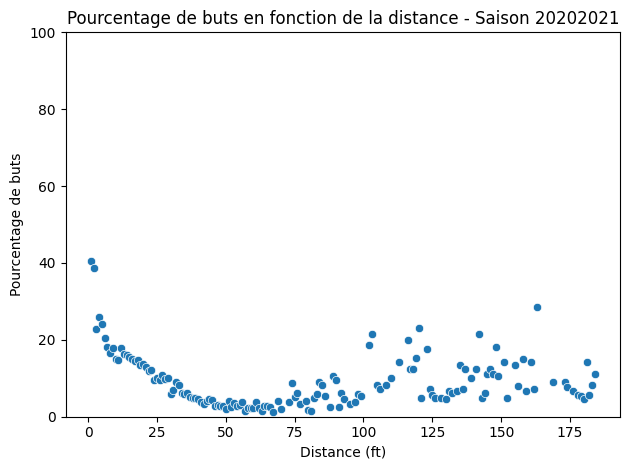 Pourcentage de buts en fonction de la distance - Saison 20202021
100
80
60
40
20
0
Pourcentage de buts
0 25 50 75 100 125 150 175
Distance (ft)